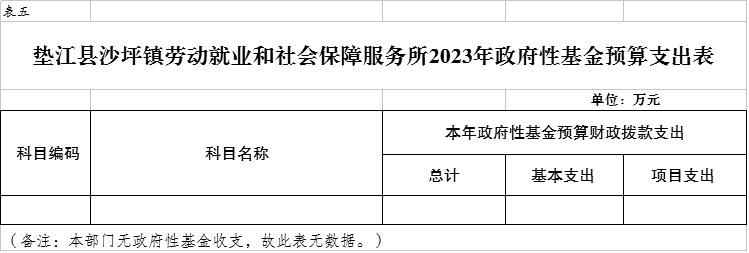 表五
垫江县沙坪镇劳动就业和社会保障服务所2023年政府性基金预算支出表
单位：万元
科目编码 科目名称 本年政府性基金预算财政拨款支出
总计 基本支出 项目支出
（备注：本部门无政府性基金收支，故此表无数据。）